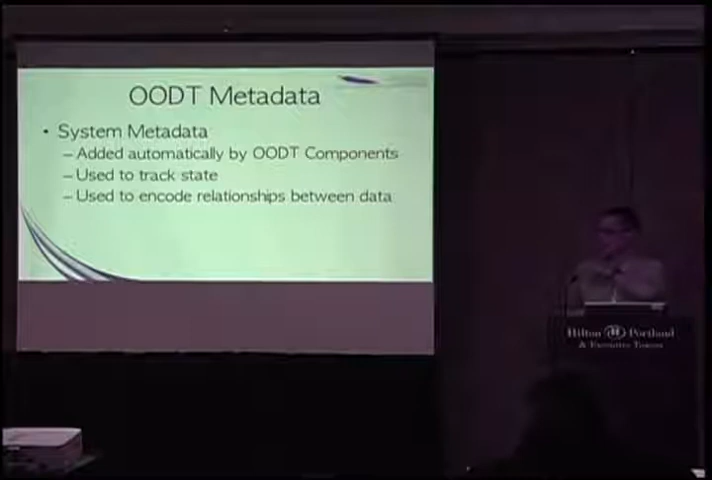 OODT Metadata
• System Metadata
– Added automatically by OODT Components
– Used to track state
– Used to encode relationships between data
Hilton Portland
& Executive Tower